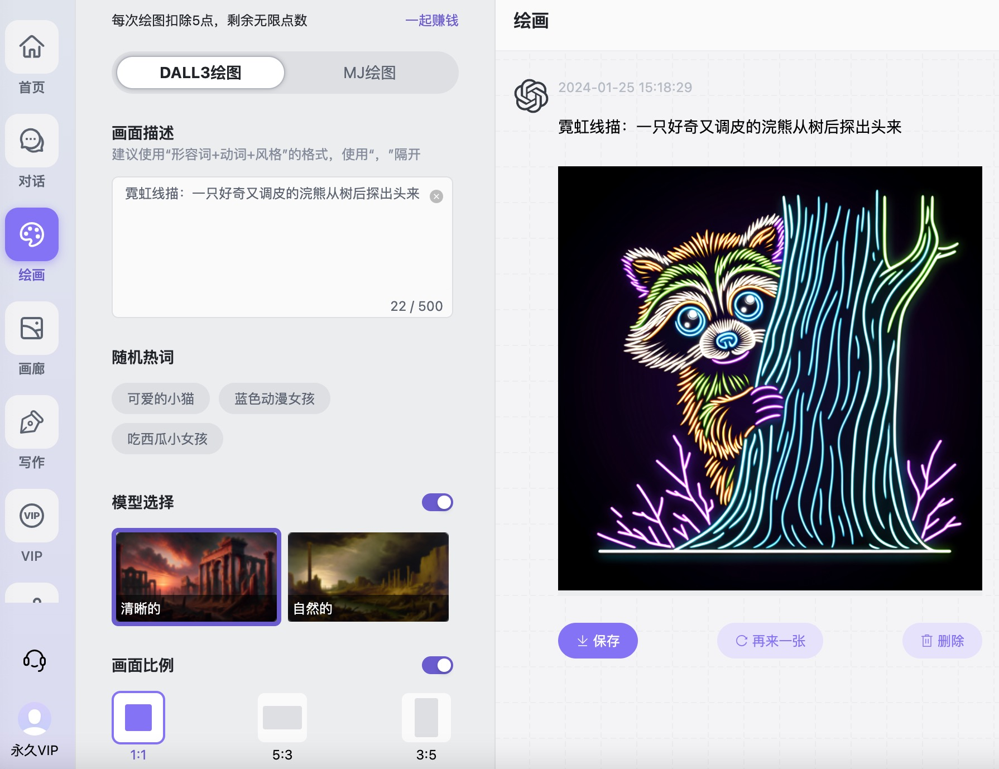 首页
对话
绘画
画廊
写作
VIP
VIP
永久VIP
每次绘图扣除5点，剩余无限点数
一起赚钱
DALL3绘图
MJ绘图
画面描述
建议使用“形容词+动词+风格”的格式，使用“，”隔开
霓虹线描：一只好奇又调皮的浣熊从树后探出头来
22 / 500
随机热词
可爱的小猫
蓝色动漫女孩
吃西瓜小女孩
模型选择
清晰的
自然的
画面比例
1:1
5:3
3:5
绘画
2024-01-25 15:18:29
霓虹线描：一只好奇又调皮的浣熊从树后探出头来
保存
再来一张
删除